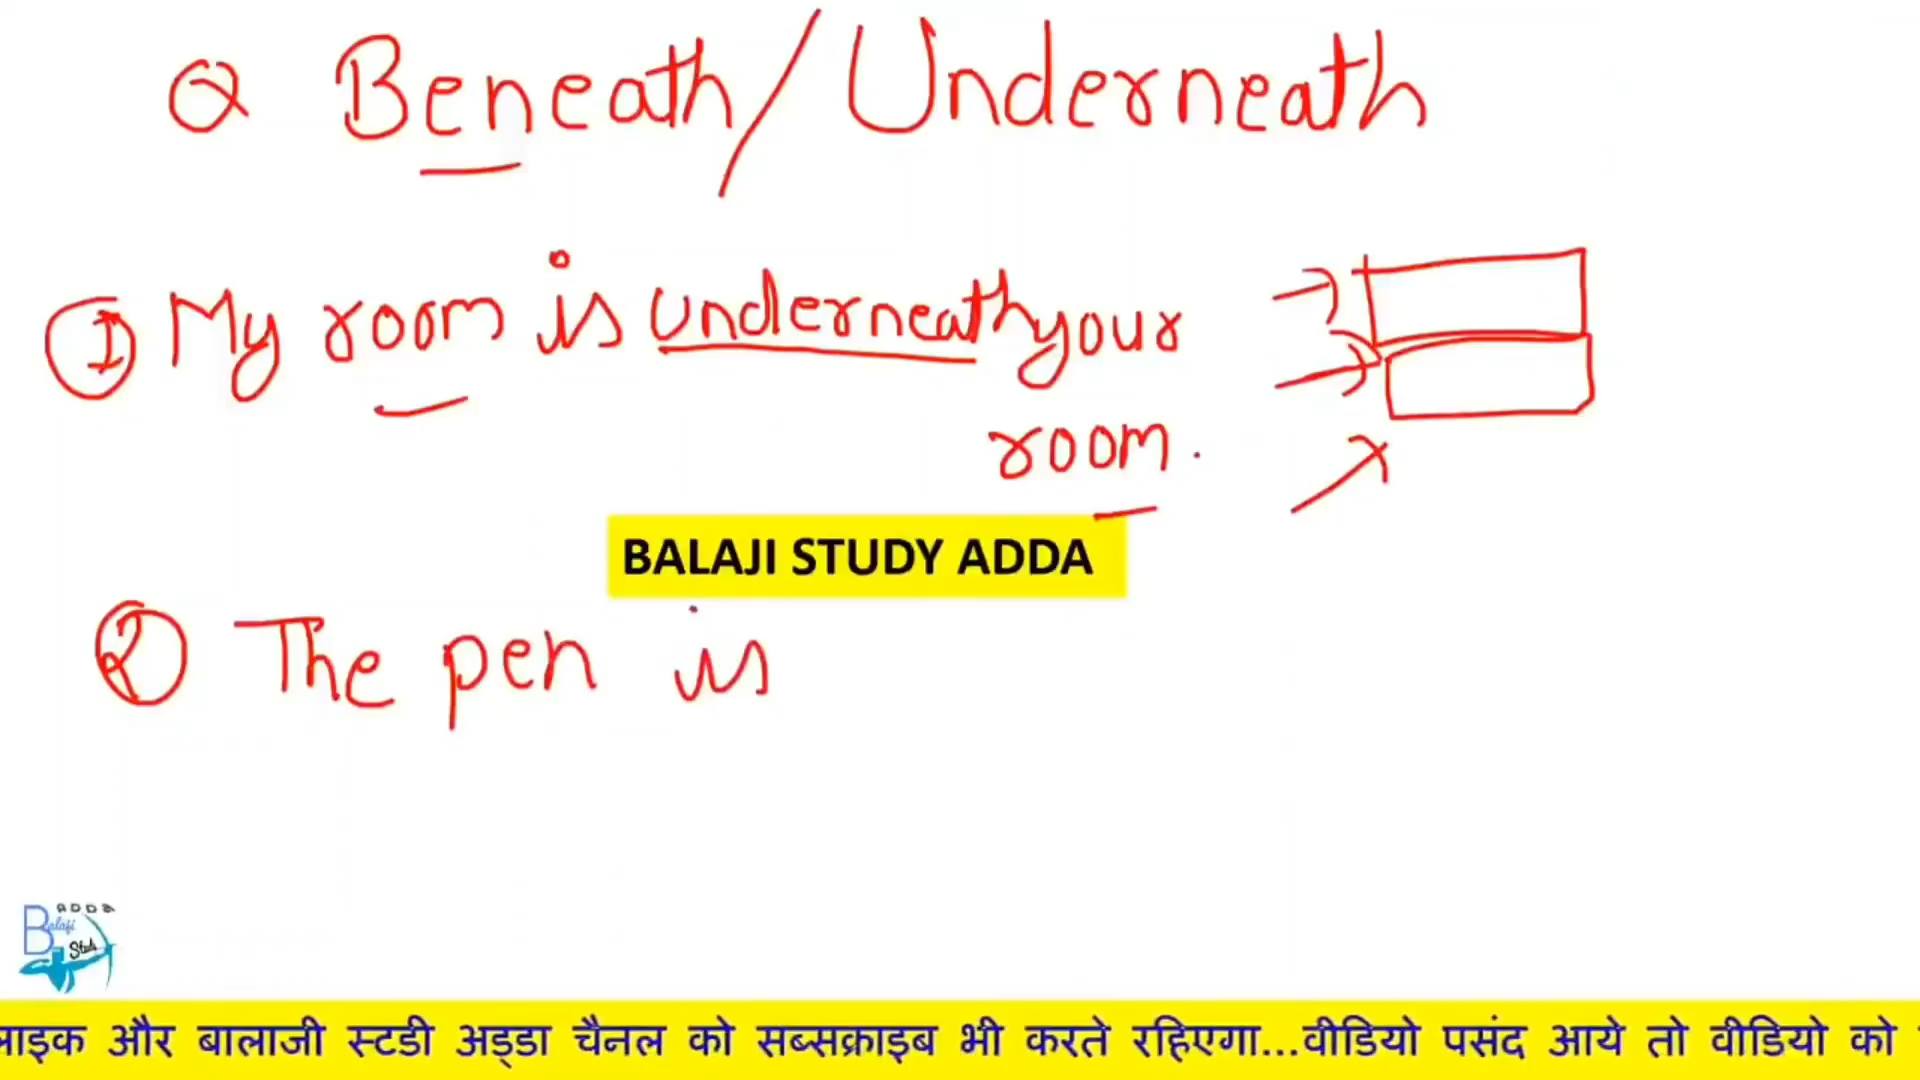 Q Beneath/Underneath
① My room is underneath your
room.
BALAJI STUDY ADDA
② The pen is
ADDA
Balaji
Study
लाइक और बालाजी स्टडी अड्डा चैनल को सब्सक्राइब भी करते रहिएगा...वीडियो पसंद आये तो वीडियो को